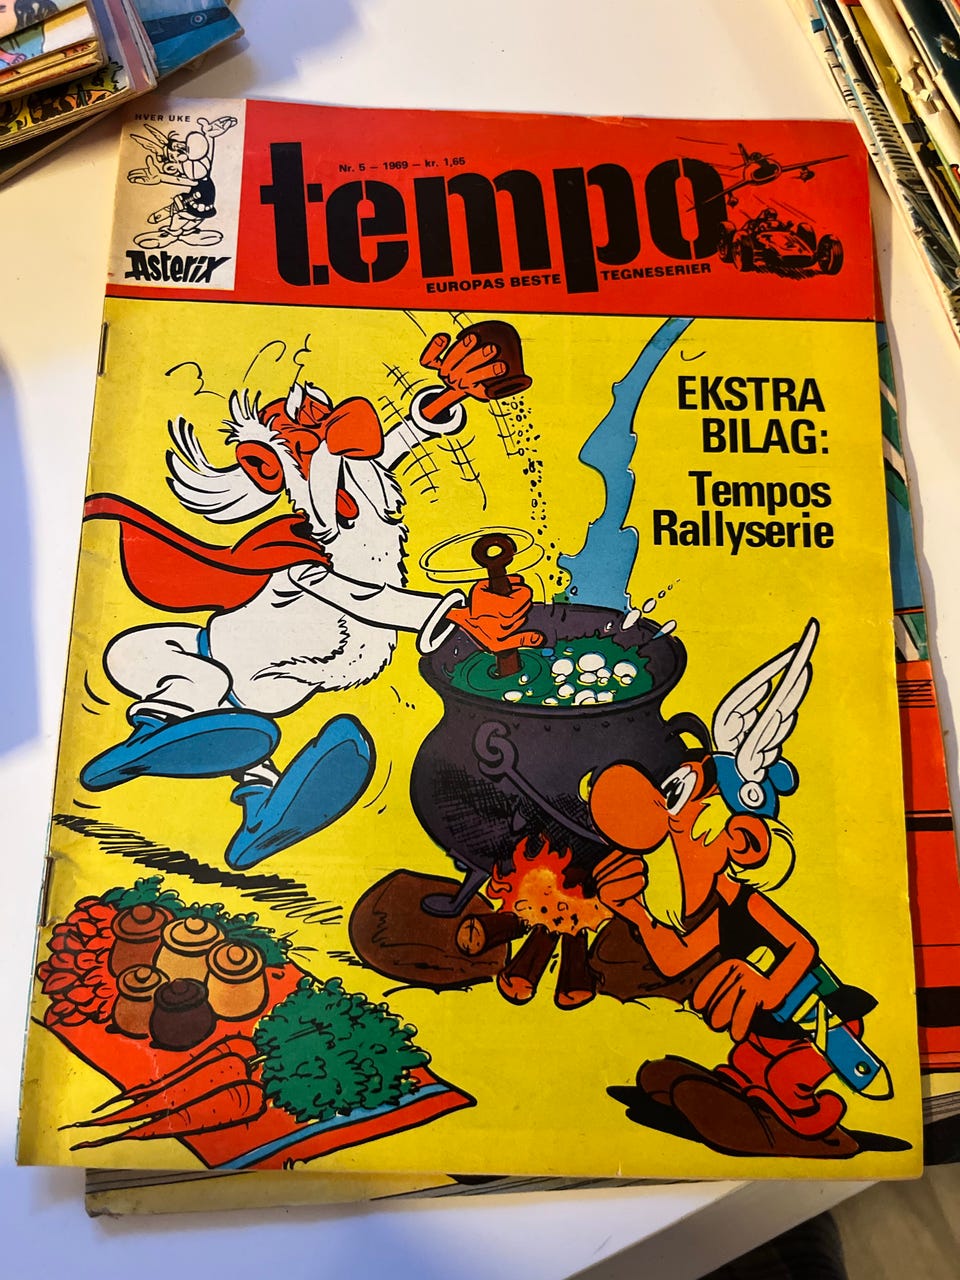 HVER UKE
Asterix
Nr. 5 – 1969 – kr. 1,65
tempo
EUROPAS BESTE TEGNESERIER
EKSTRA
BILAG:
Tempos
Rallyserie